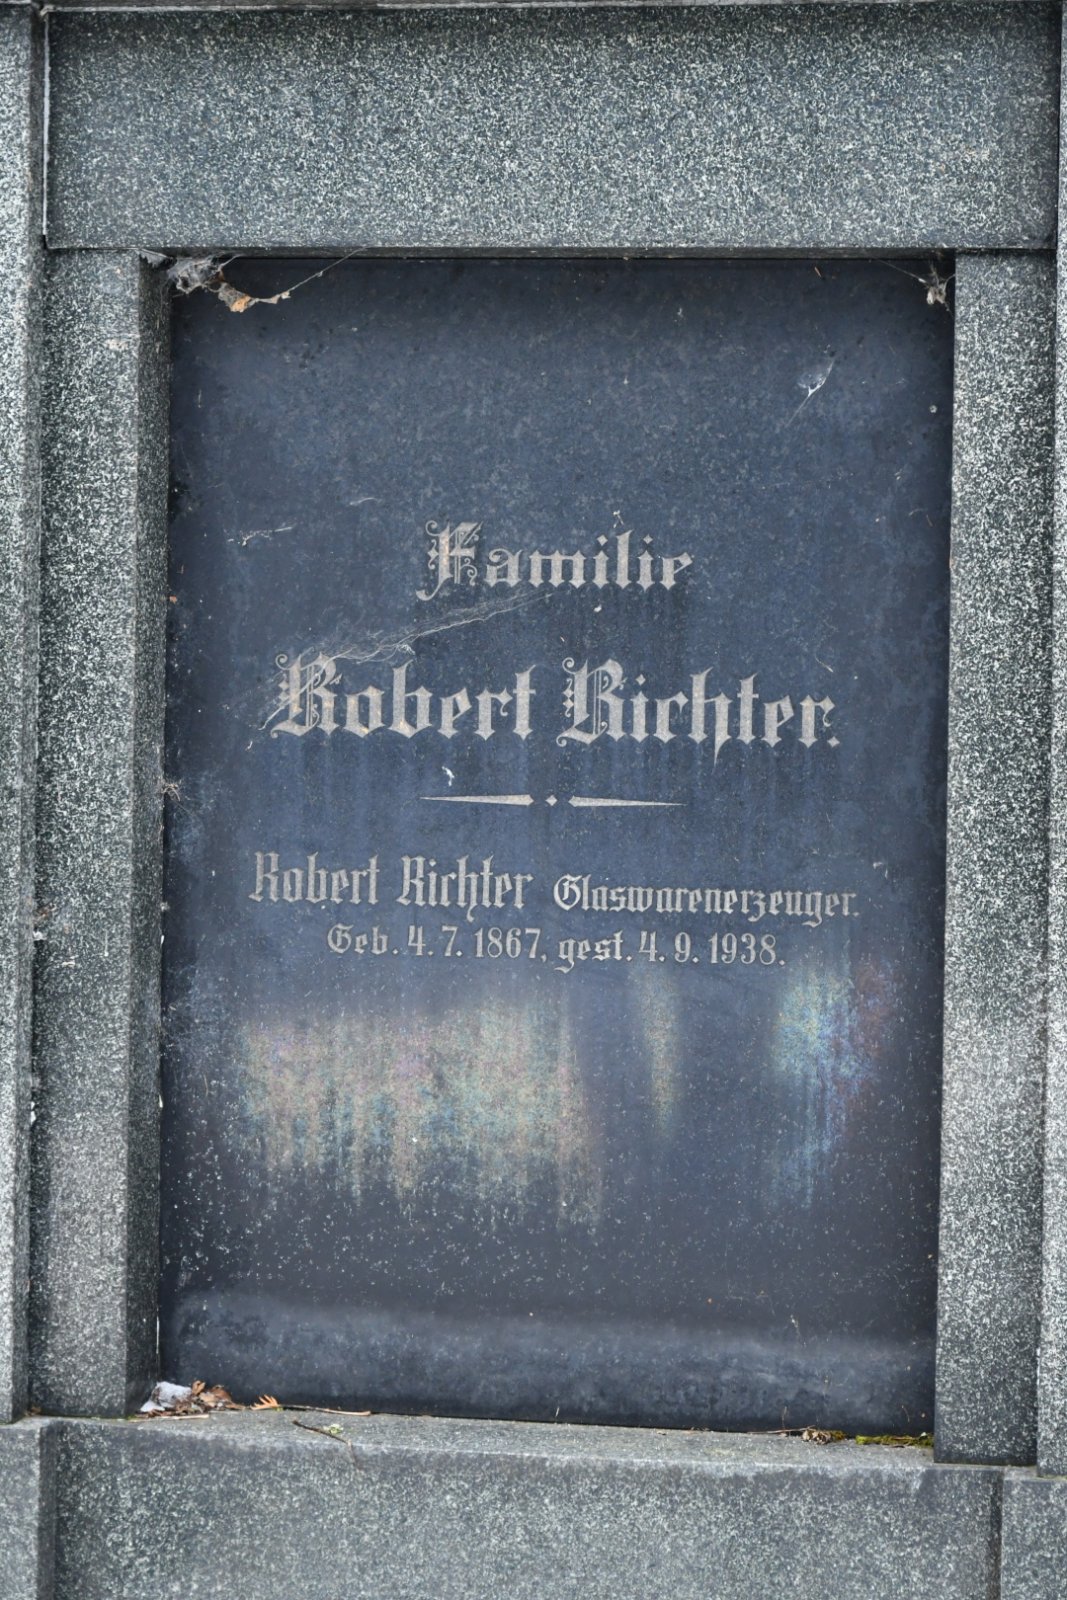 Familie
Robert Richter.
Robert Richter Glaswarenerzeuger.
Geb. 4. 7. 1867, gest. 4. 9. 1938.